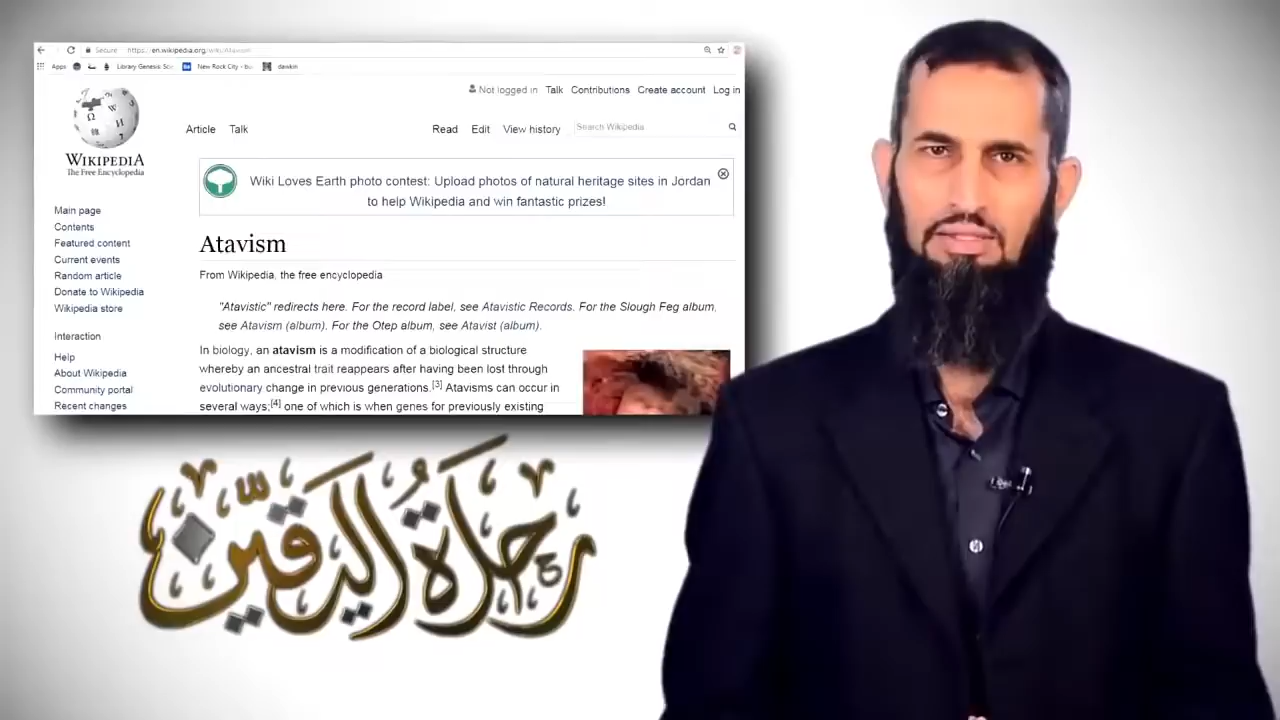 Secure
https://en.wikipedia.org/wiki/Atavism
Apps
Library Genesis Sci
New Rock City - bu
dawkin
Not logged in Talk Contributions Create account Log in
Article Talk
Read Edit View history
Search Wikipedia
WIKIPEDIA
The Free Encyclopedia
Wiki Loves Earth photo contest: Upload photos of natural heritage sites in Jordan
to help Wikipedia and win fantastic prizes!
Main page
Contents
Featured content
Current events
Random article
Donate to Wikipedia
Wikipedia store
Interaction
Help
About Wikipedia
Community portal
Recent changes
Atavism
From Wikipedia, the free encyclopedia
"Atavistic" redirects here. For the record label, see Atavistic Records. For the Slough Feg album,
see Atavism (album). For the Otep album, see Atavist (album).
In biology, an atavism is a modification of a biological structure
whereby an ancestral trait reappears after having been lost through
evolutionary change in previous generations.[3] Atavisms can occur in
several ways;[4] one of which is when genes for previously existing
رحلةُ اليقين